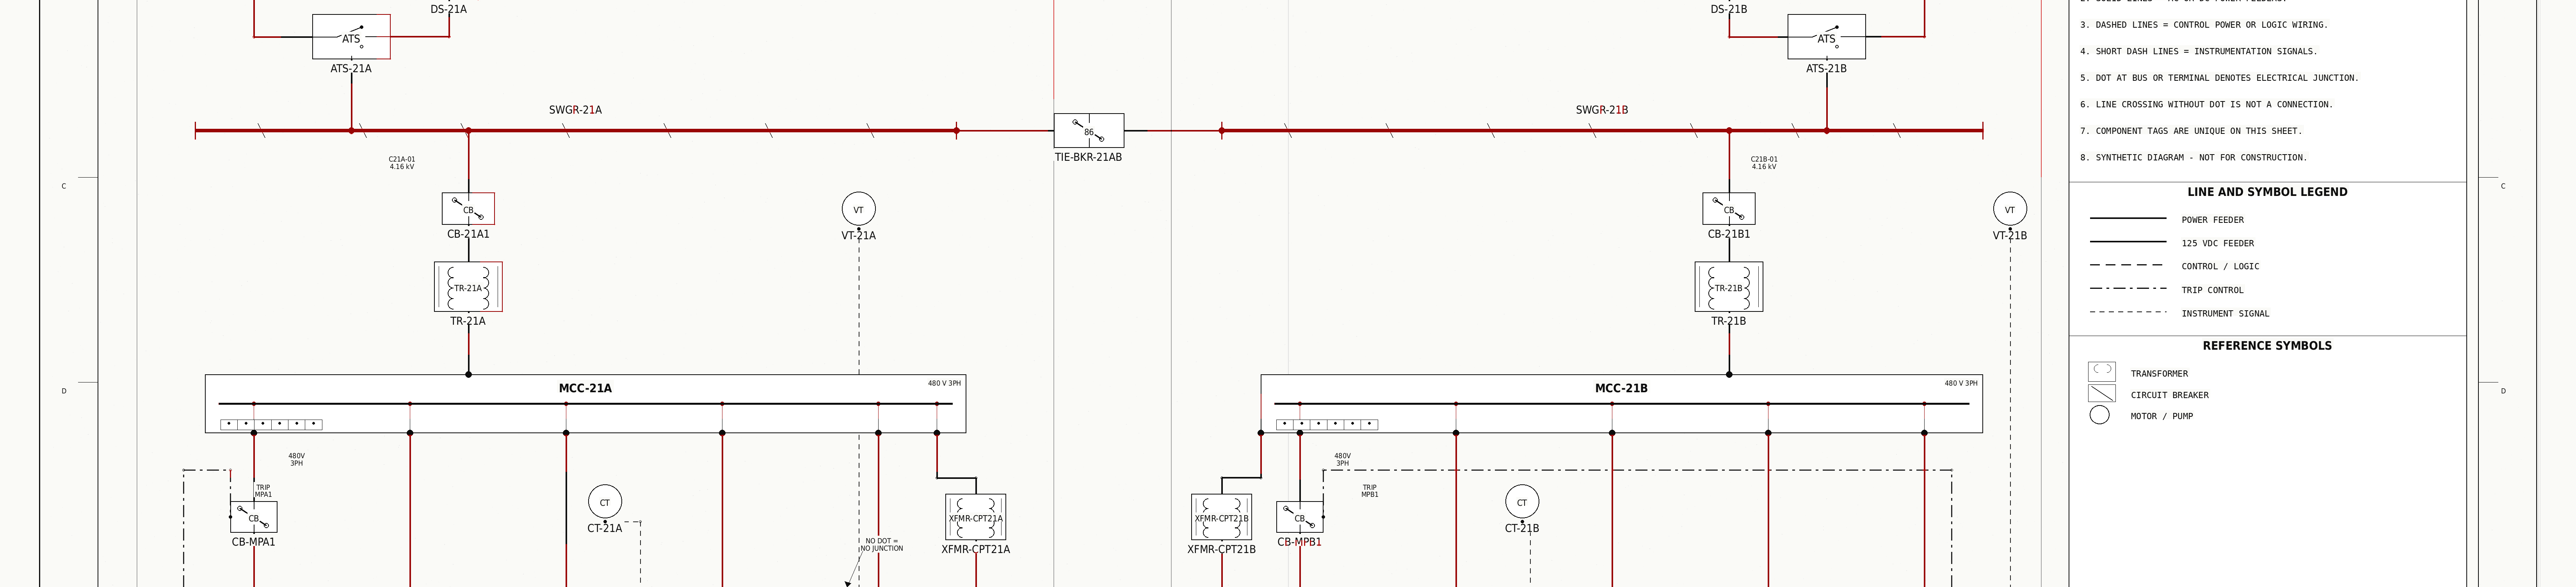 DS-21A
DS-21B
2. SOLID LINES = AC OR DC POWER FEEDERS.
ATS
ATS-21A
ATS
ATS-21B
3. DASHED LINES = CONTROL POWER OR LOGIC WIRING.
4. SHORT DASH LINES = INSTRUMENTATION SIGNALS.
5. DOT AT BUS OR TERMINAL DENOTES ELECTRICAL JUNCTION.
6. LINE CROSSING WITHOUT DOT IS NOT A CONNECTION.
7. COMPONENT TAGS ARE UNIQUE ON THIS SHEET.
8. SYNTHETIC DIAGRAM - NOT FOR CONSTRUCTION.
SWGR-21A
SWGR-21B
86
TIE-BKR-21AB
C21A-01
4.16 kV
C21B-01
4.16 kV
C
C
CB
CB-21A1
VT
VT-21A
CB
CB-21B1
VT
VT-21B
TR-21A
TR-21A
TR-21B
TR-21B
LINE AND SYMBOL LEGEND
POWER FEEDER
125 VDC FEEDER
CONTROL / LOGIC
TRIP CONTROL
INSTRUMENT SIGNAL
REFERENCE SYMBOLS
TRANSFORMER
CIRCUIT BREAKER
MOTOR / PUMP
D
D
MCC-21A
480 V 3PH
MCC-21B
480 V 3PH
480V
3PH
480V
3PH
TRIP
MPA1
TRIP
MPB1
CB
CB-MPA1
CT
CT-21A
NO DOT =
NO JUNCTION
XFMR-CPT21A
XFMR-CPT21A
XFMR-CPT21B
XFMR-CPT21B
CB
CB-MPB1
CT
CT-21B